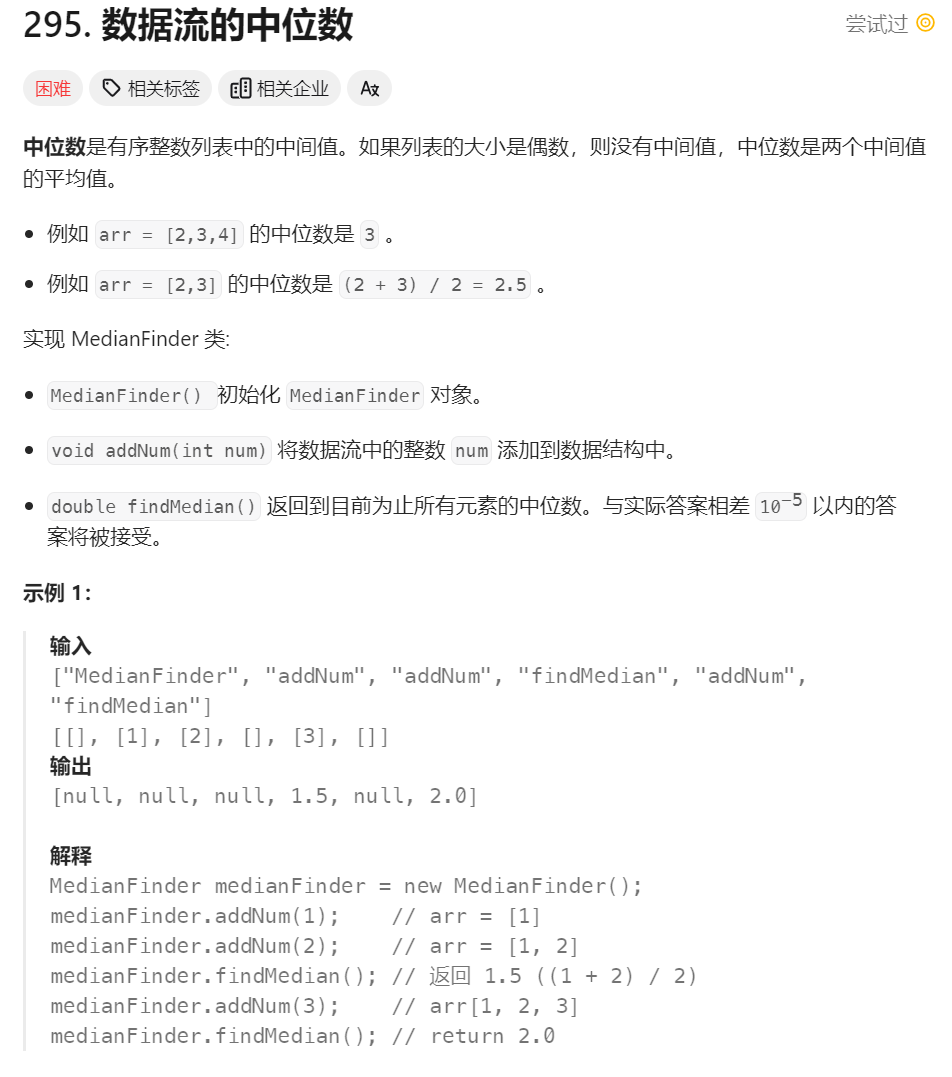 295. 数据流的中位数
尝试过
困难
相关标签
相关企业
中位数是有序整数列表中的中间值。如果列表的大小是偶数，则没有中间值，中位数是两个中间值
的平均值。
例如 arr = [2,3,4] 的中位数是 3 。
例如 arr = [2,3] 的中位数是 (2 + 3) / 2 = 2.5 。
实现 MedianFinder 类:
MedianFinder() 初始化 MedianFinder 对象。
void addNum(int num) 将数据流中的整数 num 添加到数据结构中。
double findMedian() 返回到目前为止所有元素的中位数。与实际答案相差 10⁻⁵ 以内的答
案将被接受。
示例 1：
输入
["MedianFinder", "addNum", "addNum", "findMedian", "addNum",
"findMedian"]
[[], [1], [2], [], [3], []]
输出
[null, null, null, 1.5, null, 2.0]
解释
MedianFinder medianFinder = new MedianFinder();
medianFinder.addNum(1); // arr = [1]
medianFinder.addNum(2); // arr = [1, 2]
medianFinder.findMedian(); // 返回 1.5 ((1 + 2) / 2)
medianFinder.addNum(3); // arr[1, 2, 3]
medianFinder.findMedian(); // return 2.0